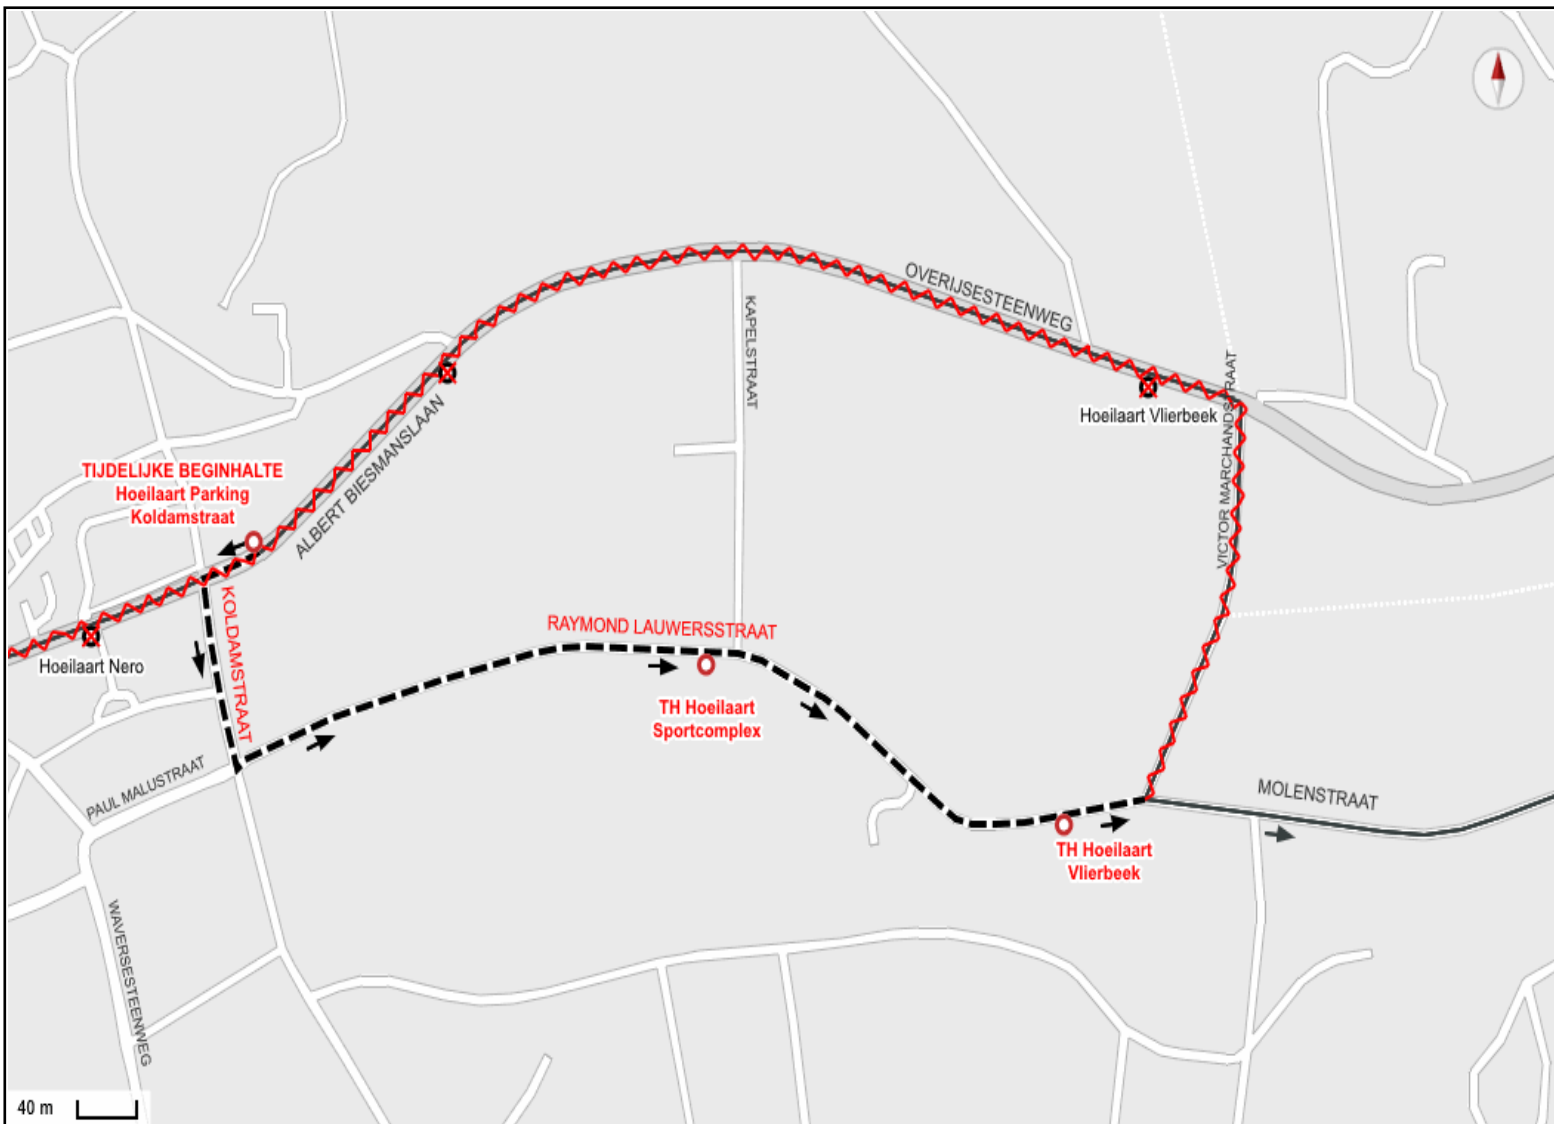 OVERIJSESTEENWEG
KAPELSTRAAT
VICTOR MARCHANDSTRAAT
Hoeilaart Vlierbeek
ALBERT BIESMANSLAAN
TIJDELIJKE BEGINHALTE
Hoeilaart Parking
Koldamstraat
KOLDAMSTRAAT
RAYMOND LAUWERSSTRAAT
Hoeilaart Nero
TH Hoeilaart
Sportcomplex
PAUL MALUSTRAAT
MOLENSTRAAT
TH Hoeilaart
Vlierbeek
WAVERSESTEENWEG
40 m